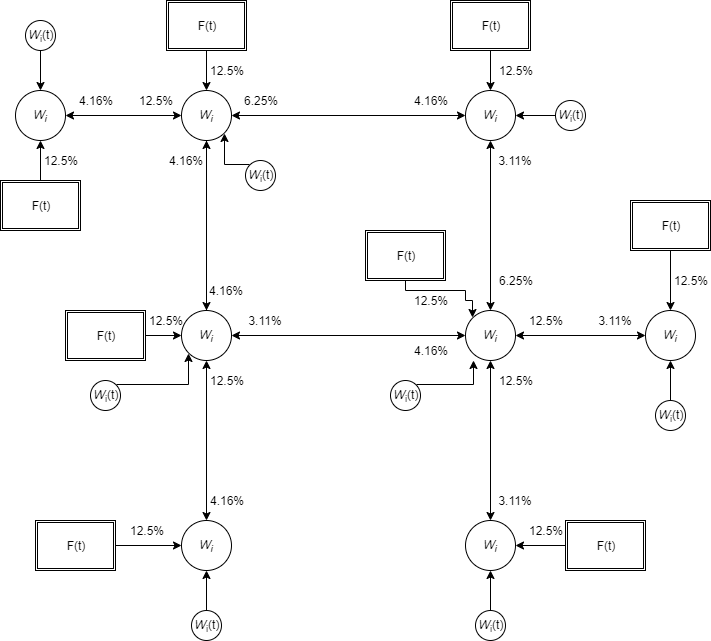 F(t)
F(t)
Wi(t)
12.5%
12.5%
4.16%
12.5%
6.25%
4.16%
Wi
Wi
Wi
Wi(t)
12.5%
4.16%
3.11%
Wi(t)
F(t)
F(t)
F(t)
4.16%
6.25%
12.5%
12.5%
F(t)
12.5%
Wi
3.11%
Wi
12.5%
3.11%
Wi
4.16%
12.5%
12.5%
Wi(t)
Wi(t)
Wi(t)
4.16%
3.11%
F(t)
12.5%
Wi
Wi
12.5%
F(t)
Wi(t)
Wi(t)